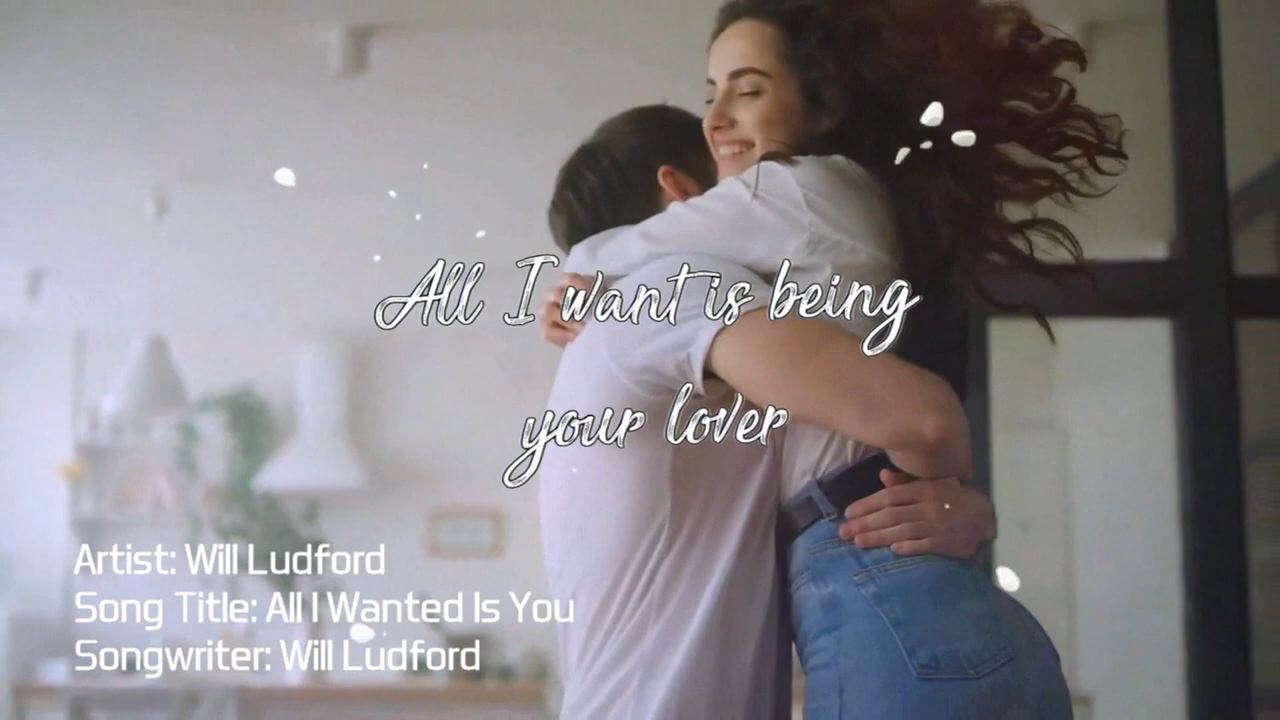 All I want is being
your lover
Artist: Will Ludford
Song Title: All I Wanted Is You
Songwriter: Will Ludford